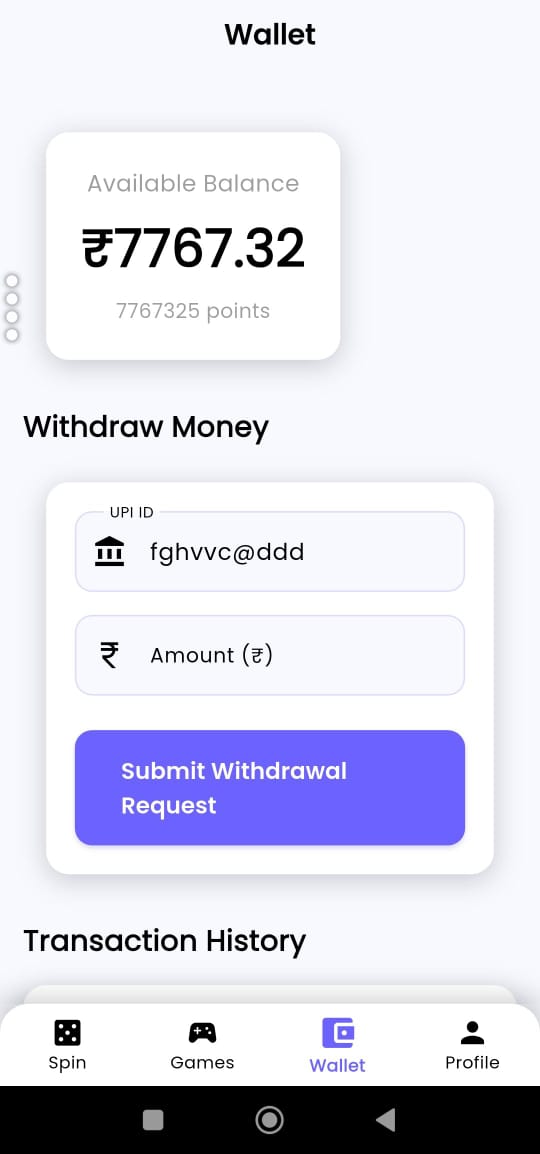 Wallet
Available Balance
₹7767.32
7767325 points
Withdraw Money
UPI ID
fghvvc@ddd
Amount (₹)
Submit Withdrawal
Request
Transaction History
Spin
Games
Wallet
Profile